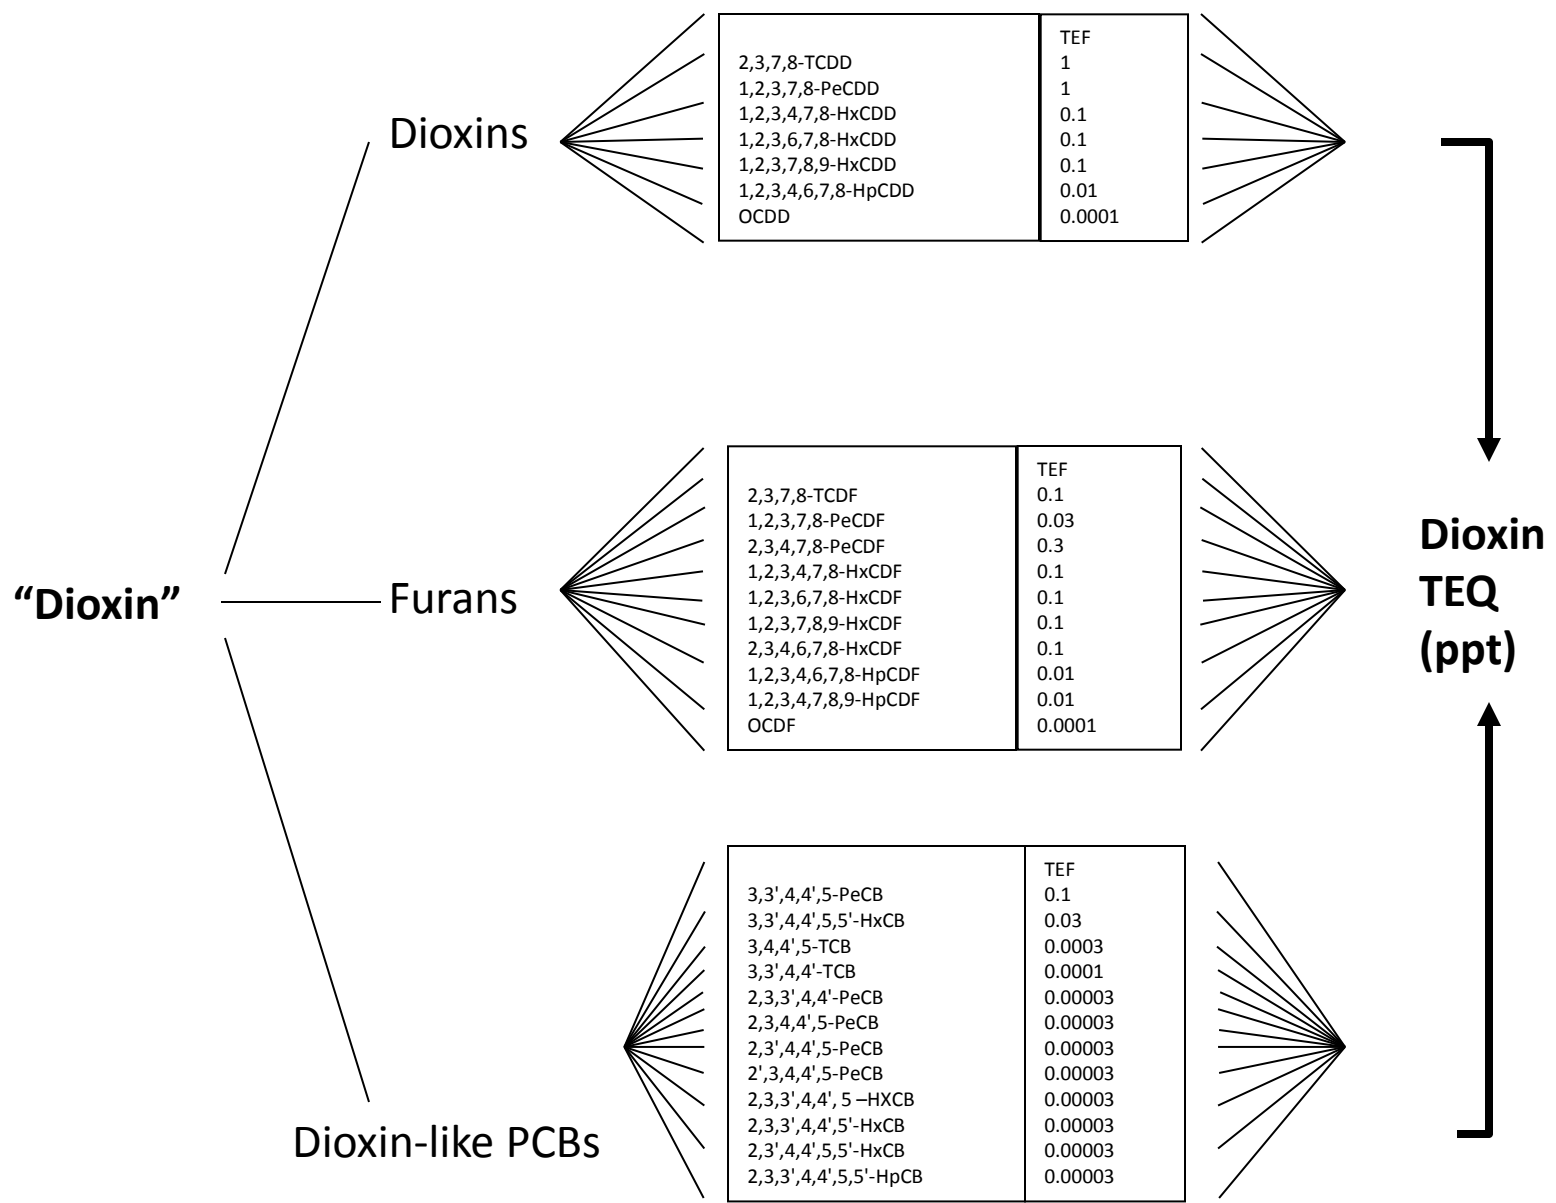 Dioxins
TEF
2,3,7,8-TCDD 1
1,2,3,7,8-PeCDD 1
1,2,3,4,7,8-HxCDD 0.1
1,2,3,6,7,8-HxCDD 0.1
1,2,3,7,8,9-HxCDD 0.1
1,2,3,4,6,7,8-HpCDD 0.01
OCDD 0.0001
“Dioxin”
Furans
TEF
2,3,7,8-TCDF 0.1
1,2,3,7,8-PeCDF 0.03
2,3,4,7,8-PeCDF 0.3
1,2,3,4,7,8-HxCDF 0.1
1,2,3,6,7,8-HxCDF 0.1
1,2,3,7,8,9-HxCDF 0.1
2,3,4,6,7,8-HxCDF 0.1
1,2,3,4,6,7,8-HpCDF 0.01
1,2,3,4,7,8,9-HpCDF 0.01
OCDF 0.0001
Dioxin
TEQ
(ppt)
Dioxin-like PCBs
TEF
3,3',4,4',5-PeCB 0.1
3,3',4,4',5,5'-HxCB 0.03
3,4,4',5-TCB 0.0003
3,3',4,4'-TCB 0.0001
2,3,3',4,4'-PeCB 0.00003
2,3,4,4',5-PeCB 0.00003
2,3',4,4',5-PeCB 0.00003
2',3,4,4',5-PeCB 0.00003
2,3,3',4,4', 5 –HXCB 0.00003
2,3,3',4,4',5'-HxCB 0.00003
2,3',4,4',5,5'-HxCB 0.00003
2,3,3',4,4',5,5'-HpCB 0.00003